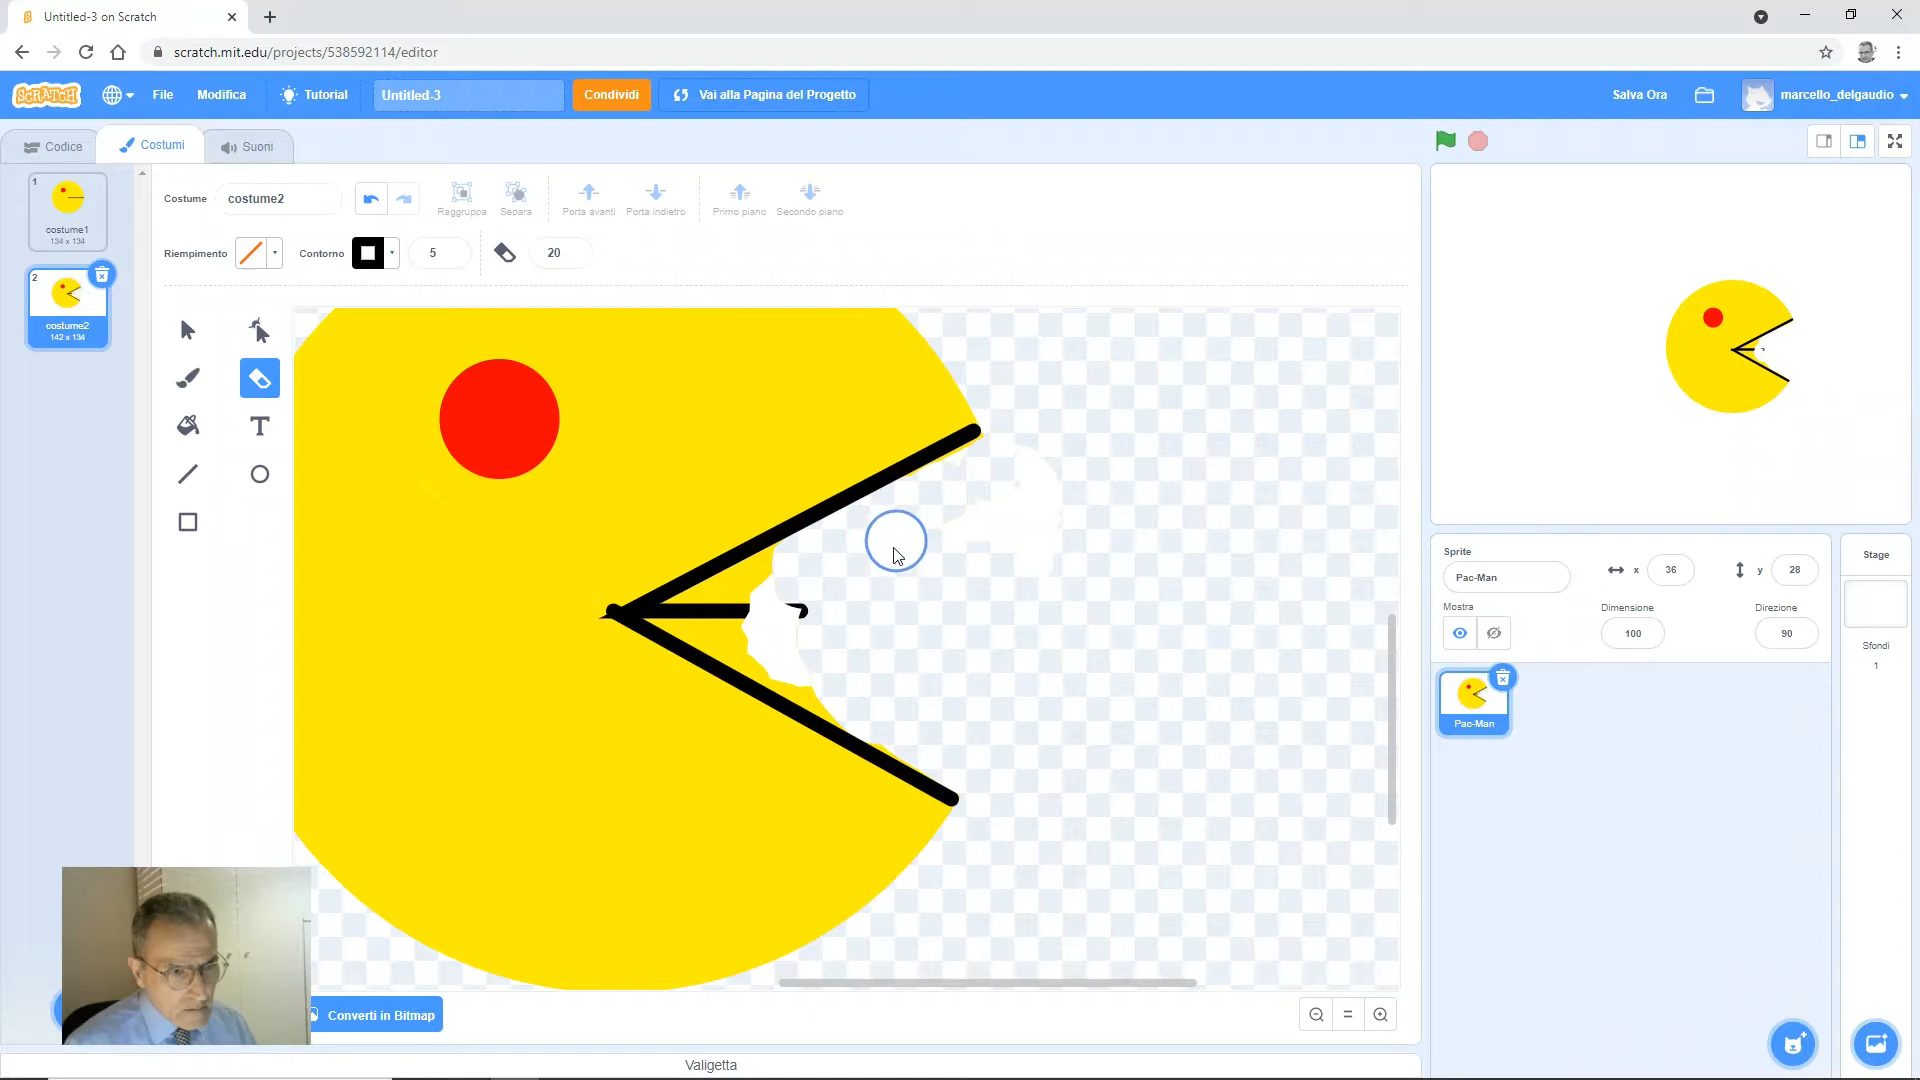 Untitled-3 on Scratch
scratch.mit.edu/projects/538592114/editor
SCRATCH
File
Modifica
Tutorial
Untitled-3
Condividi
Vai alla Pagina del Progetto
Salva Ora
marcello_delgaudio
Codice
Costumi
Suoni
1
costume1
134 x 134
2
costume2
142 x 134
Costume
costume2
Raggruppa
Separa
Porta avanti
Porta indietro
Primo piano
Secondo piano
Riempimento
Contorno
5
20
T
Converti in Bitmap
Valigetta
Sprite
Pac-Man
x
36
y
28
Mostra
Dimensione
100
Direzione
90
Pac-Man
Stage
Sfondi
1